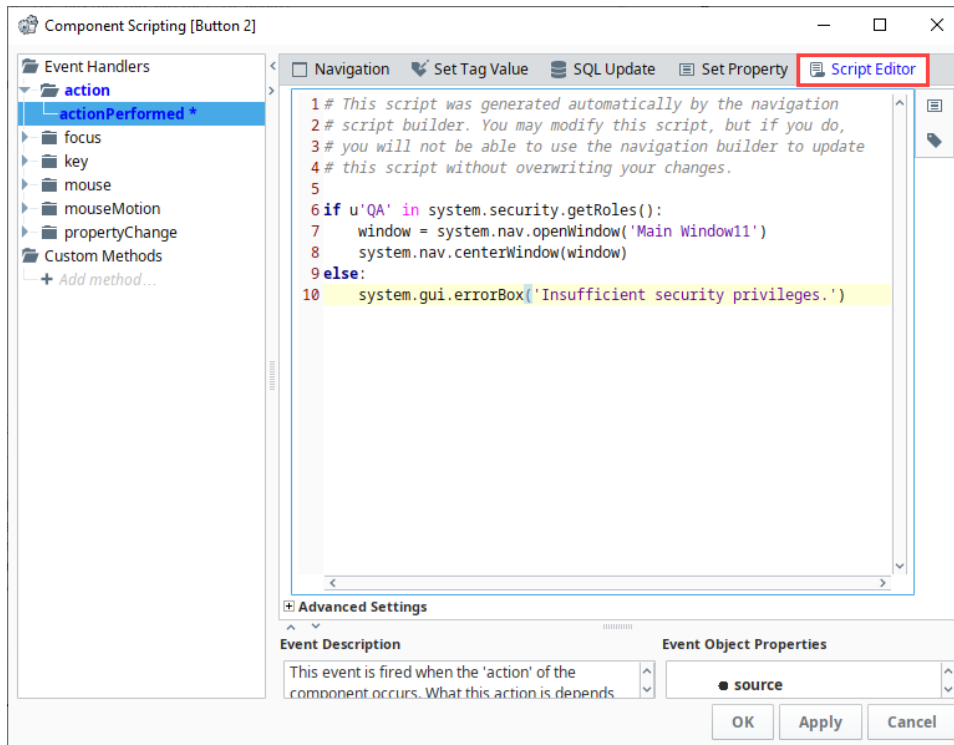 Component Scripting [Button 2]
Event Handlers
action
actionPerformed *
focus
key
mouse
mouseMotion
propertyChange
Custom Methods
Add method...
Navigation
Set Tag Value
SQL Update
Set Property
Script Editor
1 # This script was generated automatically by the navigation
2 # script builder. You may modify this script, but if you do,
3 # you will not be able to use the navigation builder to update
4 # this script without overwriting your changes.
5
6 if u'QA' in system.security.getRoles():
7     window = system.nav.openWindow('Main Window11')
8     system.nav.centerWindow(window)
9 else:
10     system.gui.errorBox('Insufficient security privileges.')
Advanced Settings
Event Description
This event is fired when the 'action' of the
component occurs. What this action is depends
Event Object Properties
source
OK
Apply
Cancel